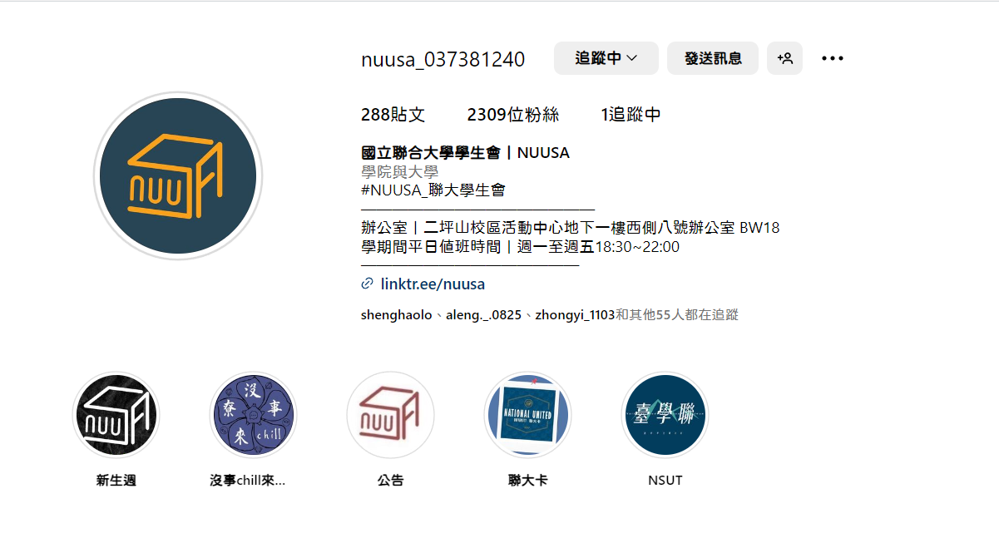 nuusa_037381240
追蹤中
發送訊息
288貼文
2309位粉絲
1追蹤中
國立聯合大學學生會｜NUUSA
學院與大學
#NUUSA_聯大學生會
辦公室｜二坪山校區活動中心地下一樓西側八號辦公室 BW18
學期間平日值班時間｜週一至週五18:30~22:00
linktr.ee/nuusa
shenghaolo、aleng._.0825、zhongyi_1103和其他55人都在追蹤
NUU
NUU
沒
寮 事
來 chill
NUU
NATIONAL UNITED
聯大卡
臺學聯
新生週
沒事chill來...
公告
聯大卡
NSUT